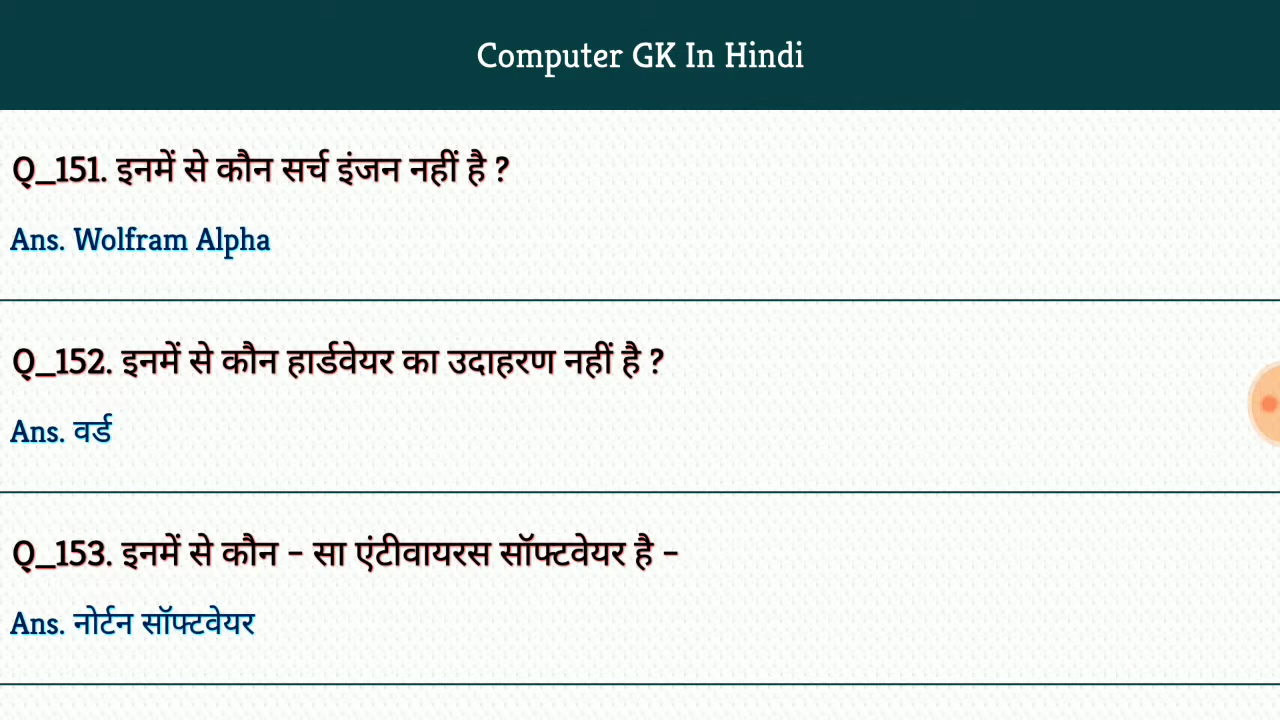 Computer GK In Hindi
Q_151. इनमें से कौन सर्च इंजन नहीं है ?
Ans. Wolfram Alpha
Q_152. इनमें से कौन हार्डवेयर का उदाहरण नहीं है ?
Ans. वर्ड
Q_153. इनमें से कौन - सा एंटीवायरस सॉफ्टवेयर है -
Ans. नोर्टन सॉफ्टवेयर